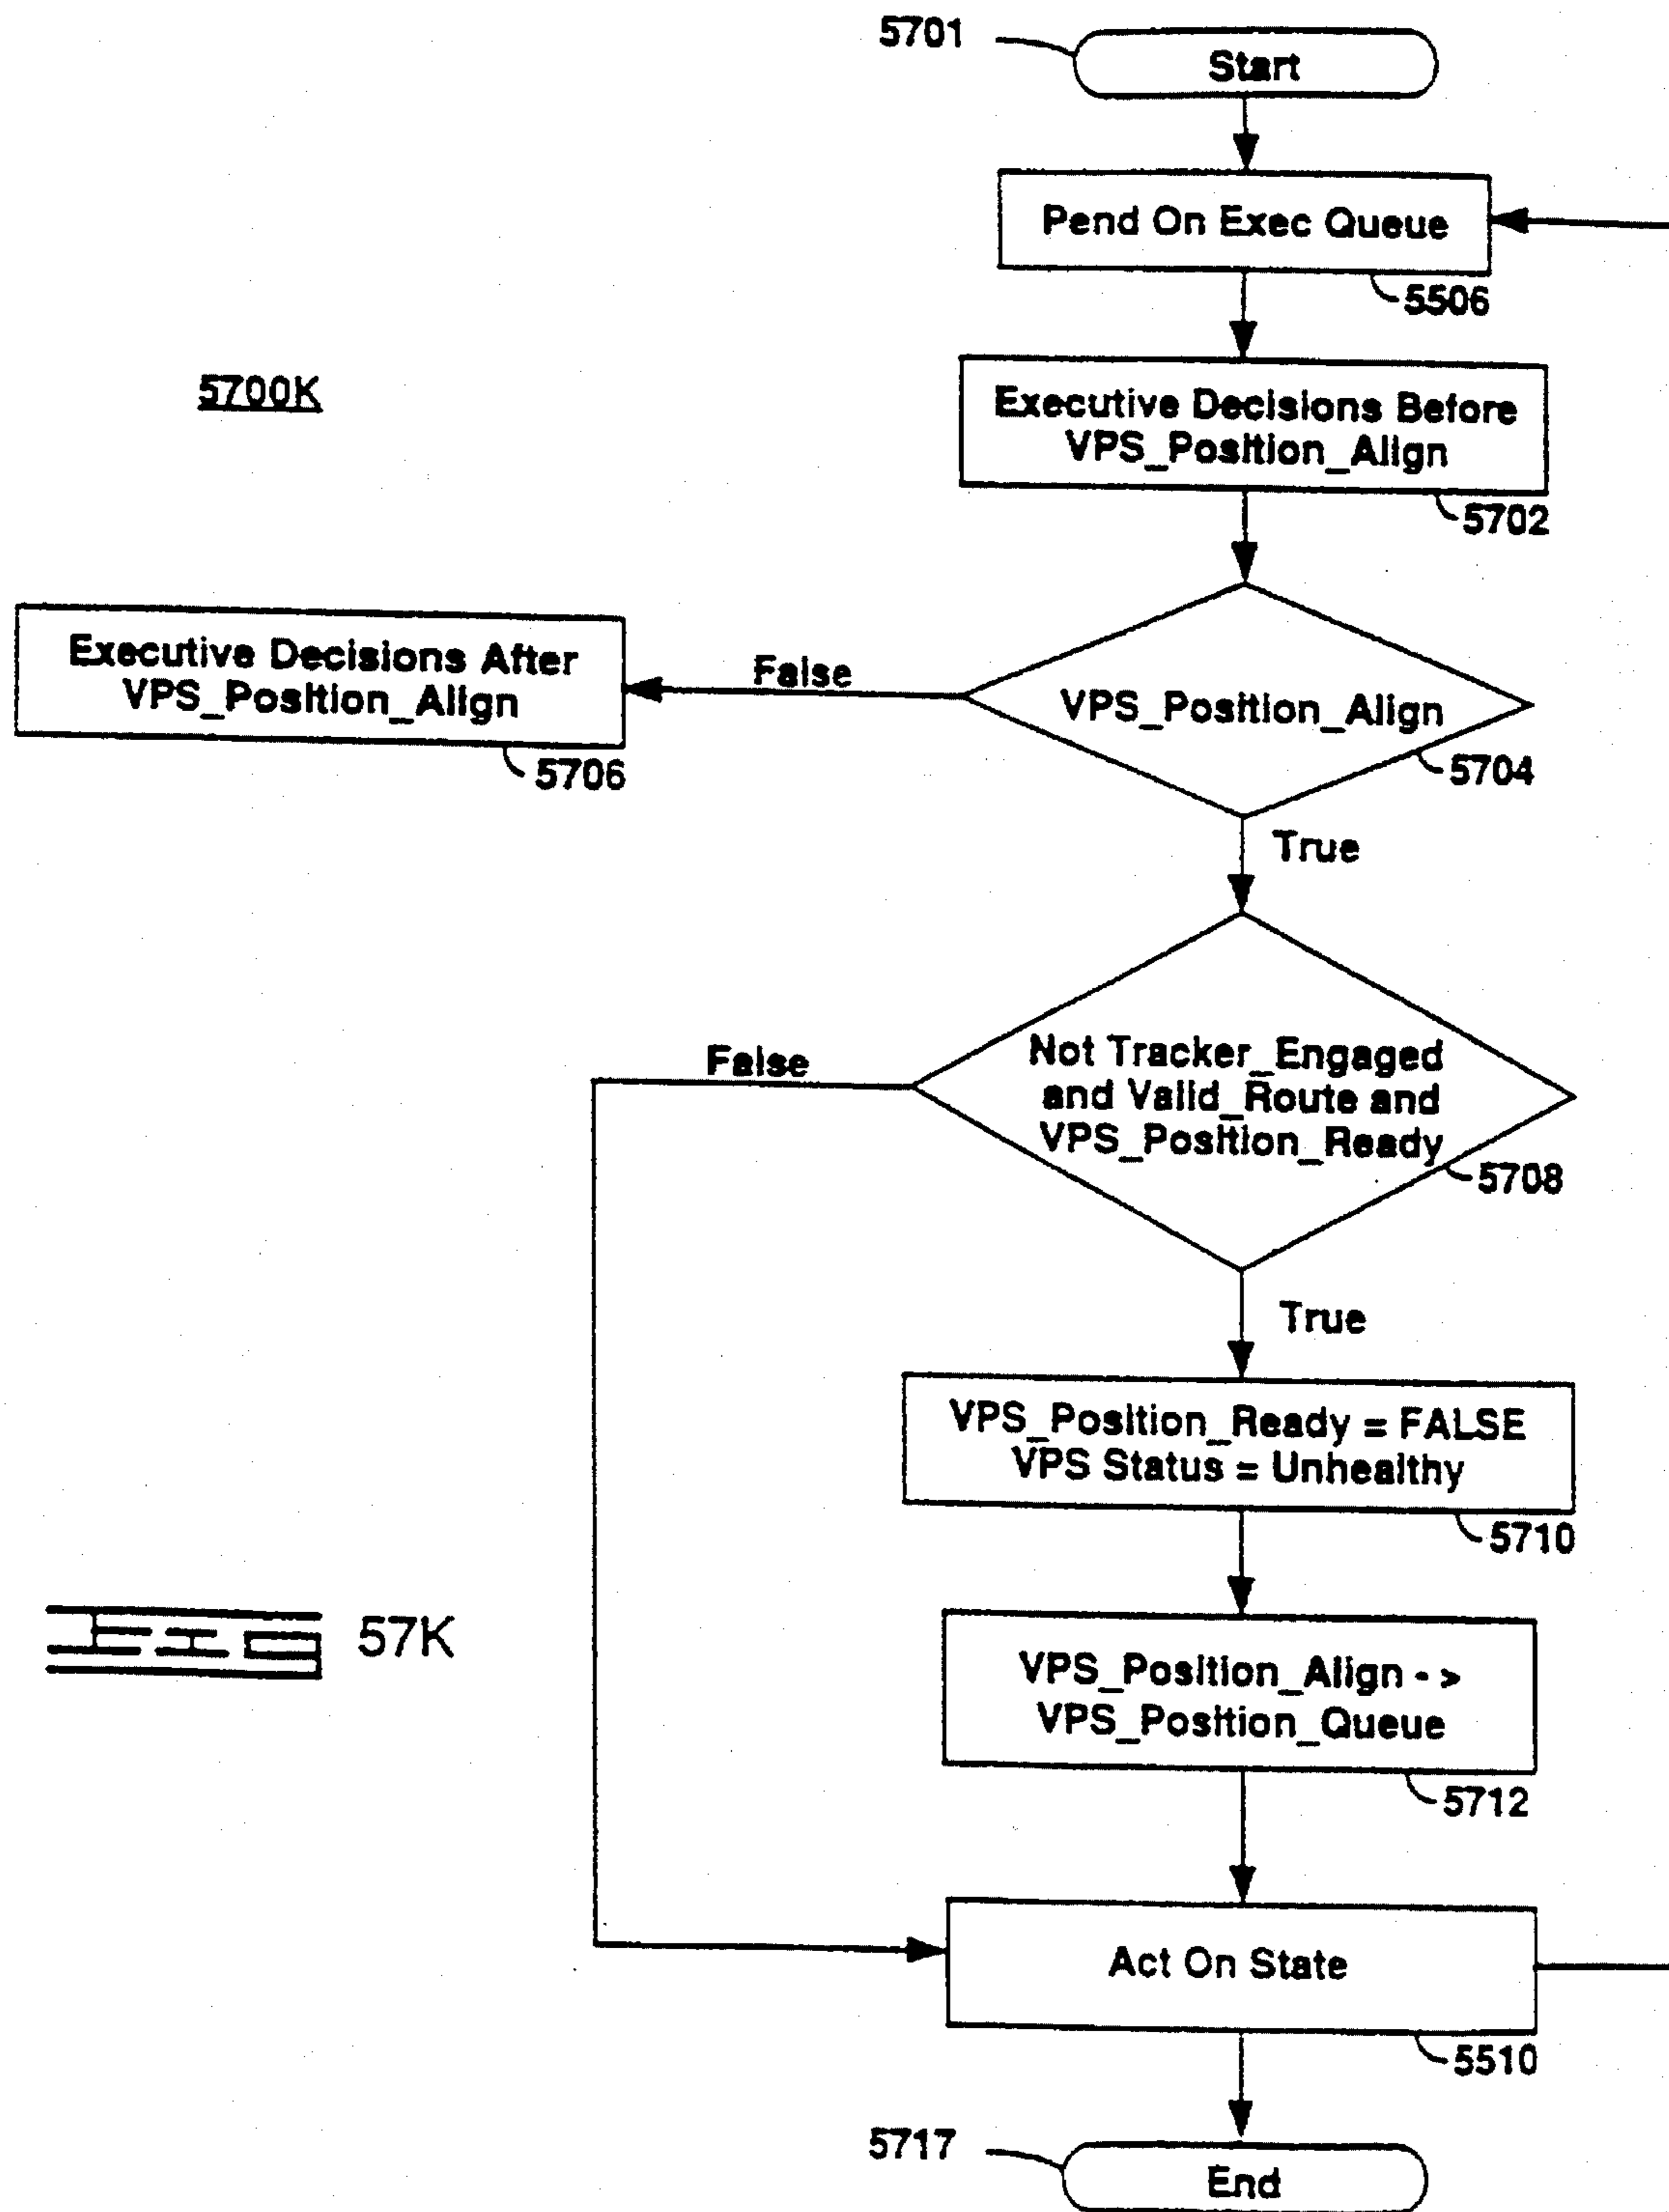 5701
Start
Pend On Exec Queue
5506
5700K
Executive Decisions Before
VPS_Position_Align
5702
Executive Decisions After
VPS_Position_Align
5706
False
VPS_Position_Align
5704
True
False
Not Tracker_Engaged
and Valid_Route and
VPS_Position_Ready
5708
True
VPS_Position_Ready = FALSE
VPS Status = Unhealthy
5710
57K
VPS_Position_Align - >
VPS_Position_Queue
5712
Act On State
5510
5717
End